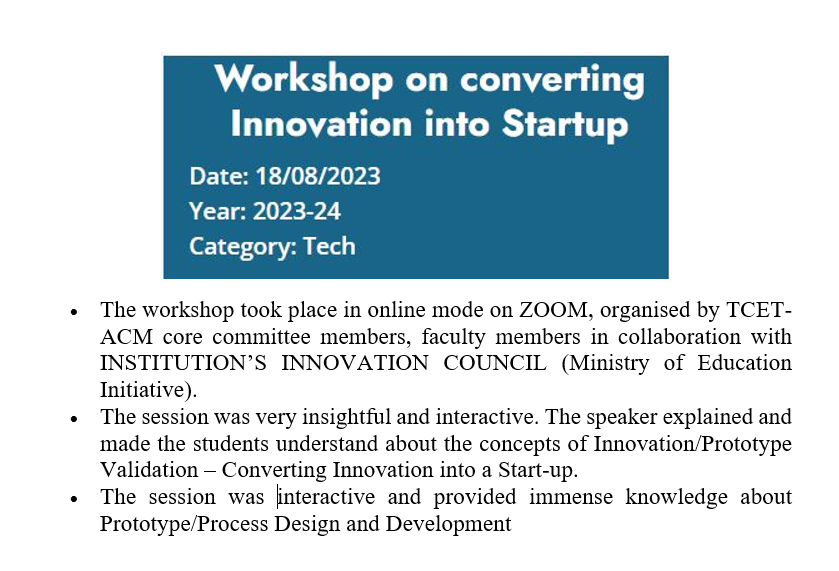 Workshop on converting
Innovation into Startup
Date: 18/08/2023
Year: 2023-24
Category: Tech
• The workshop took place in online mode on ZOOM, organised by TCET-
ACM core committee members, faculty members in collaboration with
INSTITUTION’S INNOVATION COUNCIL (Ministry of Education
Initiative).
• The session was very insightful and interactive. The speaker explained and
made the students understand about the concepts of Innovation/Prototype
Validation – Converting Innovation into a Start-up.
• The session was interactive and provided immense knowledge about
Prototype/Process Design and Development